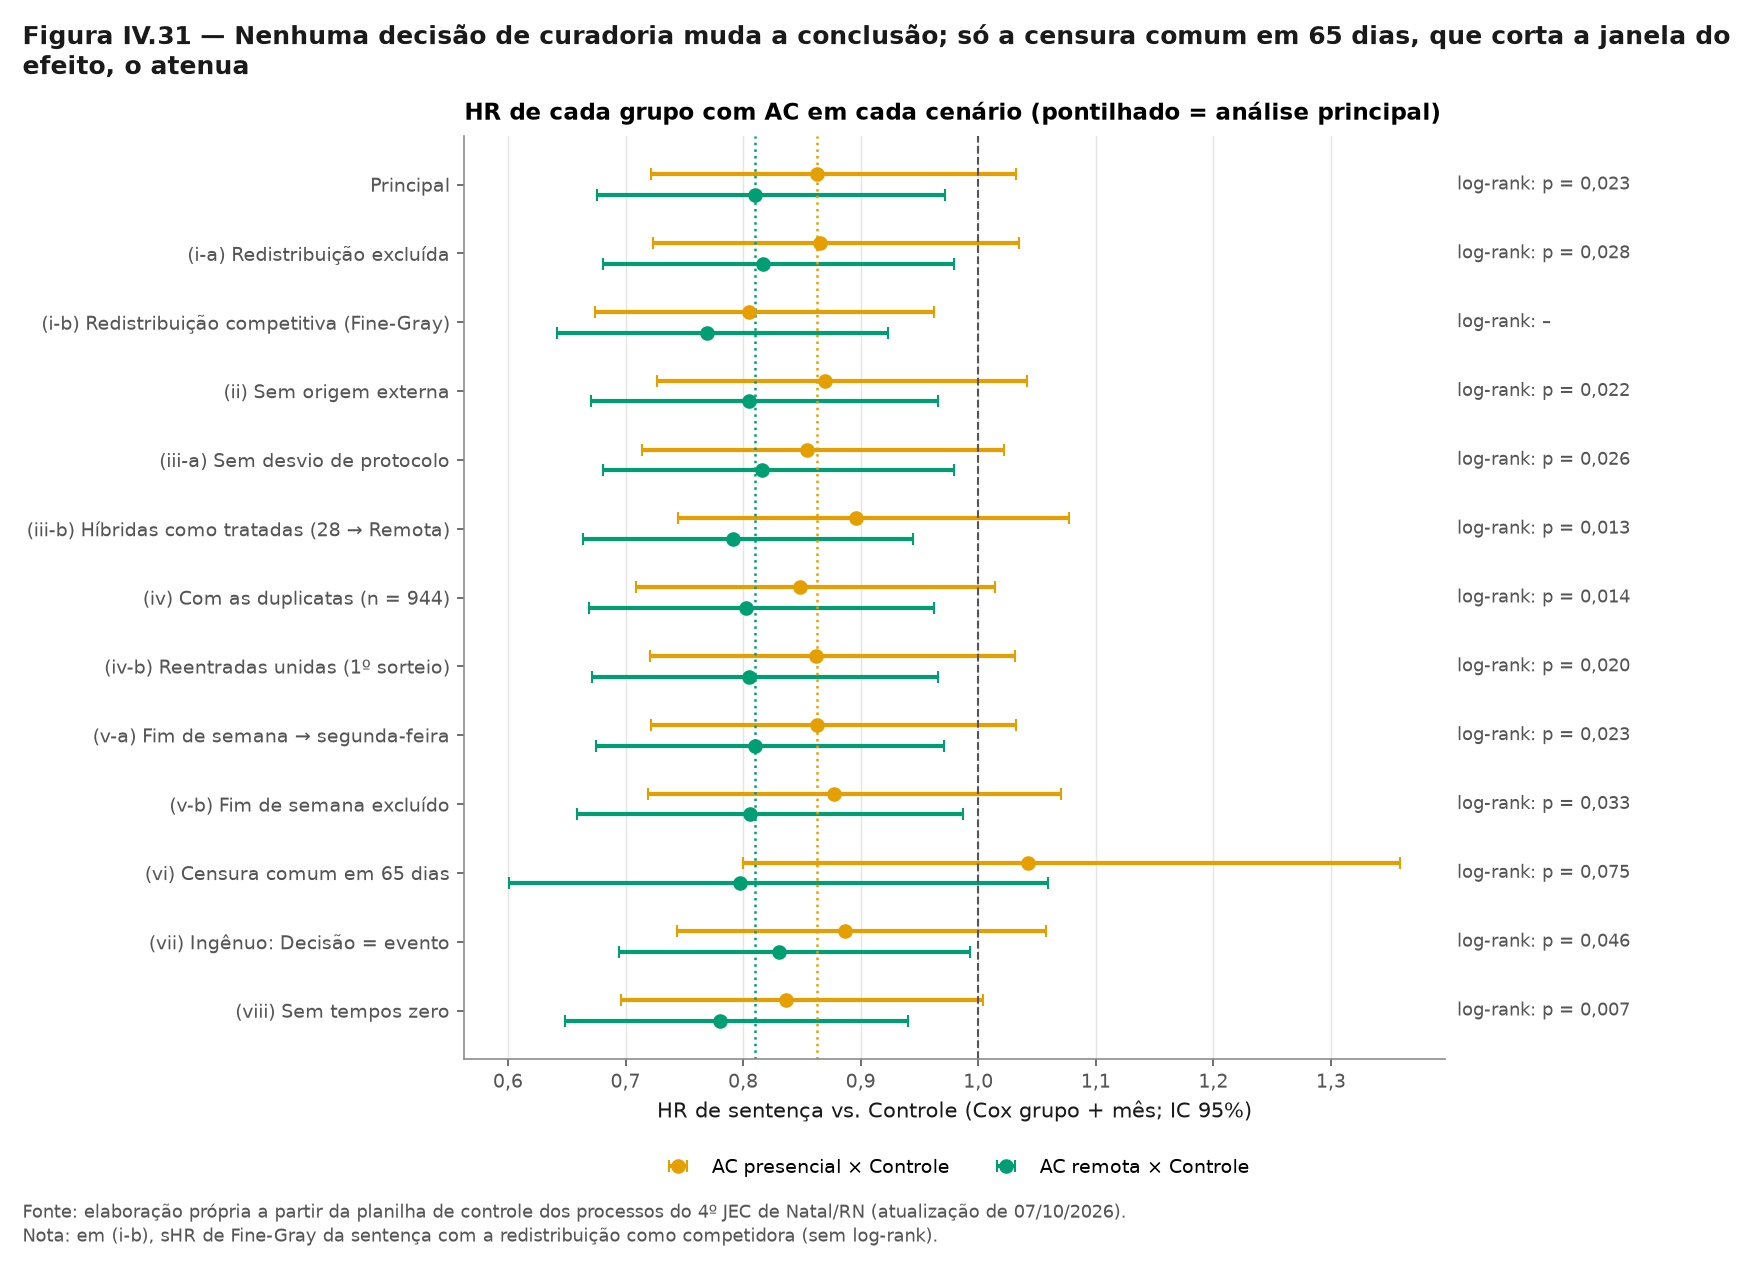 Figura IV.31 — Nenhuma decisão de curadoria muda a conclusão; só a censura comum em 65 dias, que corta a janela do
efeito, o atenua
HR de cada grupo com AC em cada cenário (pontilhado = análise principal)
Principal
log-rank: p = 0,023
(i-a) Redistribuição excluída
log-rank: p = 0,028
(i-b) Redistribuição competitiva (Fine-Gray)
log-rank: –
(ii) Sem origem externa
log-rank: p = 0,022
(iii-a) Sem desvio de protocolo
log-rank: p = 0,026
(iii-b) Híbridas como tratadas (28 → Remota)
log-rank: p = 0,013
(iv) Com as duplicatas (n = 944)
log-rank: p = 0,014
(iv-b) Reentradas unidas (1º sorteio)
log-rank: p = 0,020
(v-a) Fim de semana → segunda-feira
log-rank: p = 0,023
(v-b) Fim de semana excluído
log-rank: p = 0,033
(vi) Censura comum em 65 dias
log-rank: p = 0,075
(vii) Ingênuo: Decisão = evento
log-rank: p = 0,046
(viii) Sem tempos zero
log-rank: p = 0,007
0,6 0,7 0,8 0,9 1,0 1,1 1,2 1,3
HR de sentença vs. Controle (Cox grupo + mês; IC 95%)
AC presencial × Controle AC remota × Controle
Fonte: elaboração própria a partir da planilha de controle dos processos do 4º JEC de Natal/RN (atualização de 07/10/2026).
Nota: em (i-b), sHR de Fine-Gray da sentença com a redistribuição como competidora (sem log-rank).